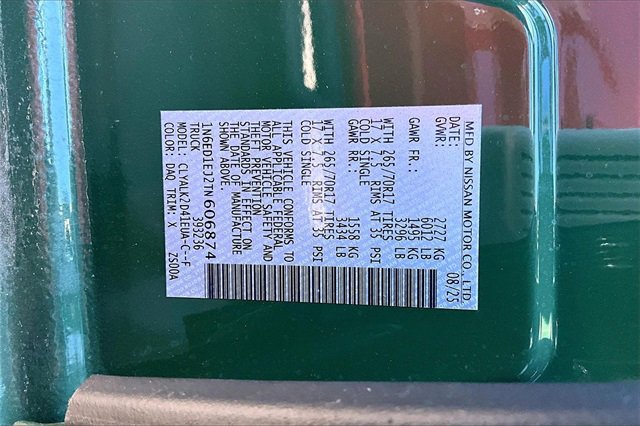 MFD BY NISSAN MOTOR CO., LTD.
DATE: 08/25
GVWR: 2727 KG
6012 LB
GAWR FR.: 1495 KG
3296 LB
WITH 265/70R17 TIRES
17 X 7.5 RIMS AT 35 PSI
COLD SINGLE
GAWR RR.: 1558 KG
3434 LB
WITH 265/70R17 TIRES
17 X 7.5 RIMS AT 35 PSI
COLD SINGLE
THIS VEHICLE CONFORMS TO
ALL APPLICABLE FEDERAL
MOTOR VEHICLE SAFETY AND
THEFT PREVENTION
STANDARDS IN EFFECT ON
THE DATE OF MANUFACTURE
SHOWN ABOVE.
1N6ED1EJ2TN606874
TRUCK 393236
MODEL: CLYALK2D41EUA-C--F
COLOR: DAQ TRIM: X ZS00A